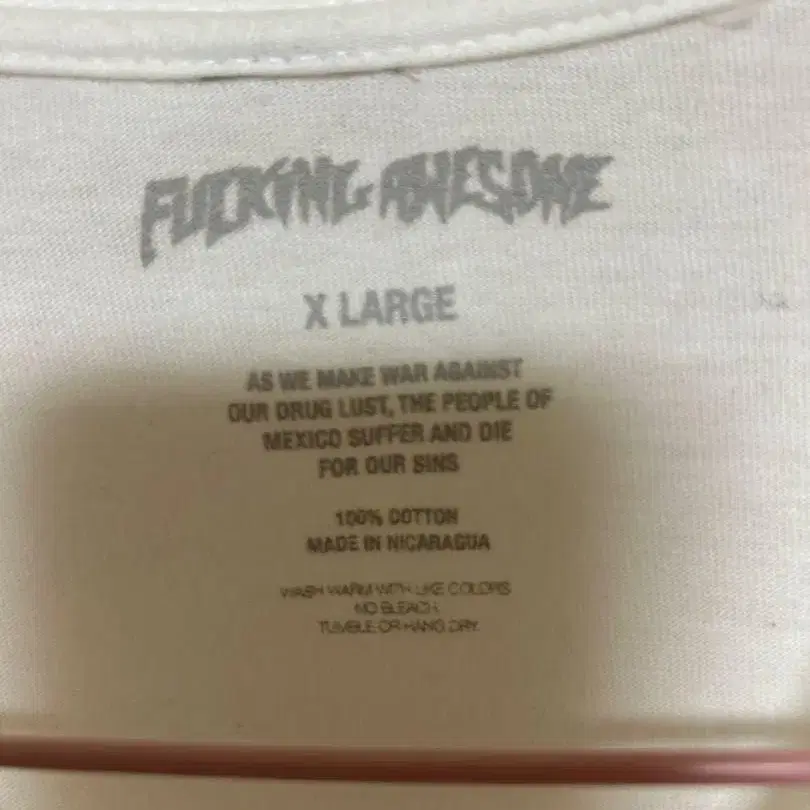 FUCKING AWESOME
X LARGE
AS WE MAKE WAR AGAINST
OUR DRUG LUST, THE PEOPLE OF
MEXICO SUFFER AND DIE
FOR OUR SINS
100% COTTON
MADE IN NICARAGUA
WASH WARM WITH LIKE COLORS
NO BLEACH.
TUMBLE OR HANG DRY.